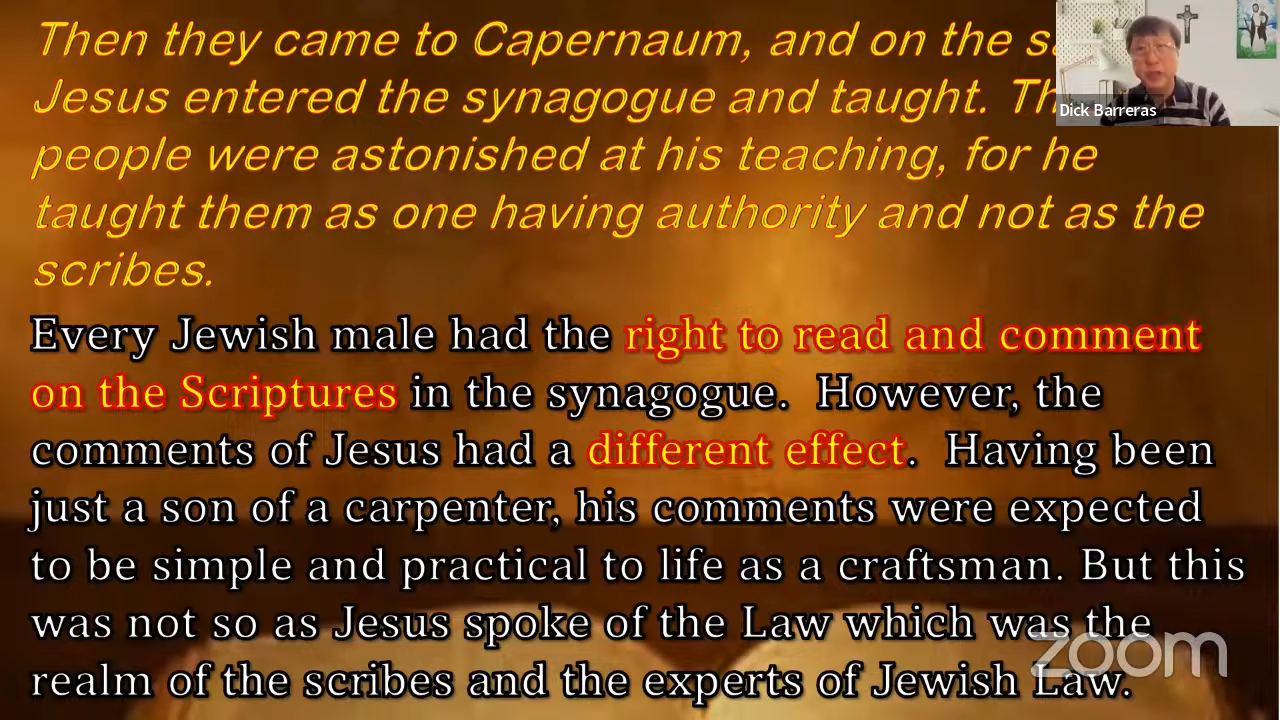 Then they came to Capernaum, and on the
Jesus entered the synagogue and taught.
people were astonished at his teaching, for he
taught them as one having authority and not as the
scribes.
Every Jewish male had the right to read and comment
on the Scriptures in the synagogue. However, the
comments of Jesus had a different effect. Having been
just a son of a carpenter, his comments were expected
to be simple and practical to life as a craftsman. But this
was not so as Jesus spoke of the Law which was the
realm of the scribes and the experts of Jewish Law.
Dick Barreras
zoom